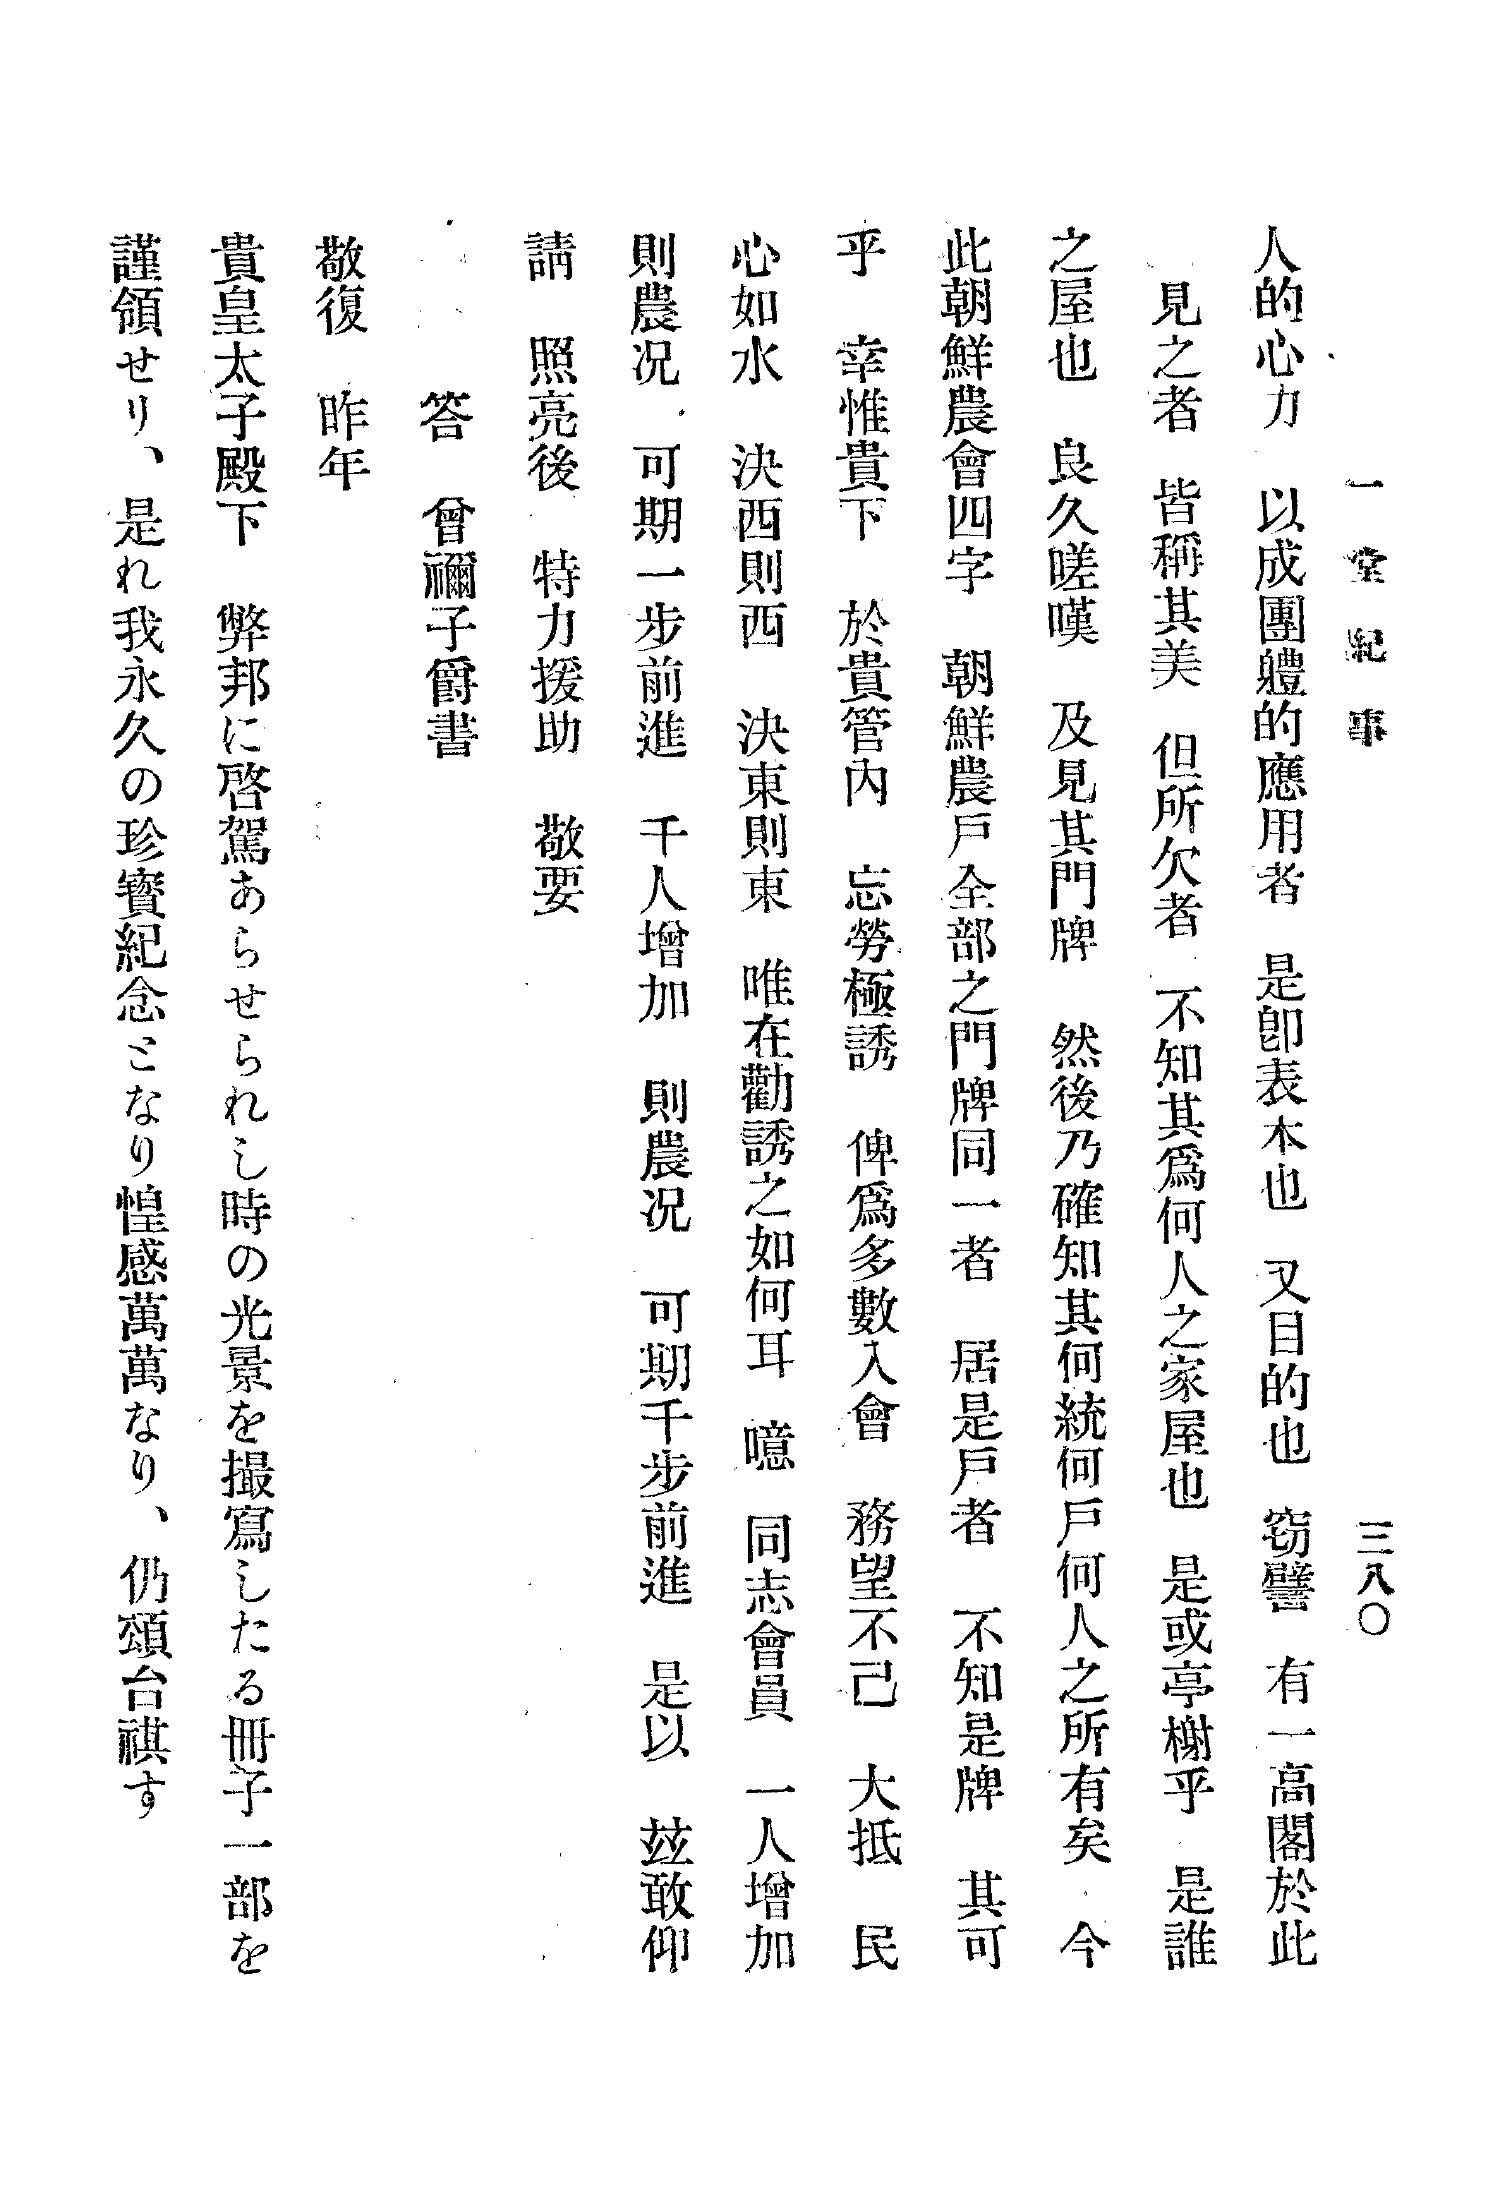 一堂紀事　三八〇
人的心力　以成團軆的應用者　是卽表木也　又目的也　窃譬　有一高閣於此
見之者　皆稱其美　但所欠者　不知其爲何人之家屋也　是或亭榭乎　是誰
之屋也　良久嗟嘆　及見其門牌　然後乃確知其何統何戶何人之所有矣　今
此朝鮮農會四字　朝鮮農戶全部之門牌同一者　居是戶者　不知是牌　其可
乎　幸惟貴下　於貴管內　忘勞極誘　俾爲多數入會　務望不己　大抵　民
心如水　決西則西　決東則東　唯在勸誘之如何耳　噫　同志會員　一人增加
則農况　可期一步前進　千人增加　則農况　可期千步前進　是以　玆敢仰
請　照亮後　特力援助　敬要
答　曾禰子爵書
敬復　昨年
貴皇太子殿下　弊邦に啓駕あらせられし時の光景を撮寫したる冊子一部を
謹領せり、是れ我永久の珍寶紀念となり惶感萬萬なり、仍頌台祺す